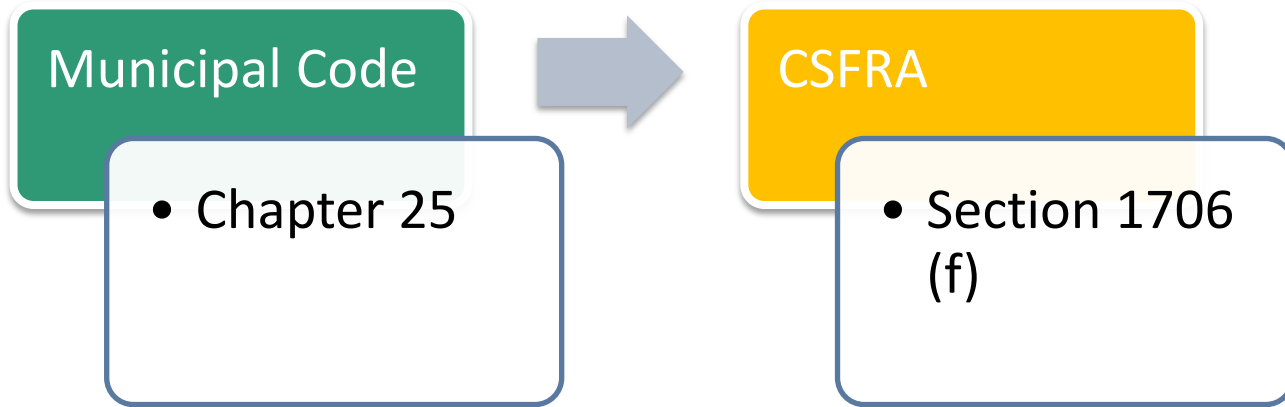 Municipal Code
• Chapter 25
CSFRA
• Section 1706
(f)